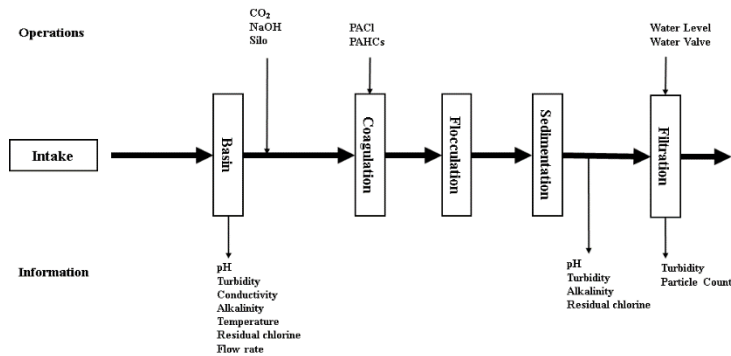 Operations
CO₂
NaOH
Silo
PACl
PAHCs
Water Level
Water Valve
Intake
Basin
Coagulation
Flocculation
Sedimentation
Filtration
Information
pH
Turbidity
Conductivity
Alkalinity
Temperature
Residual chlorine
Flow rate
pH
Turbidity
Alkalinity
Residual chlorine
Turbidity
Particle Count